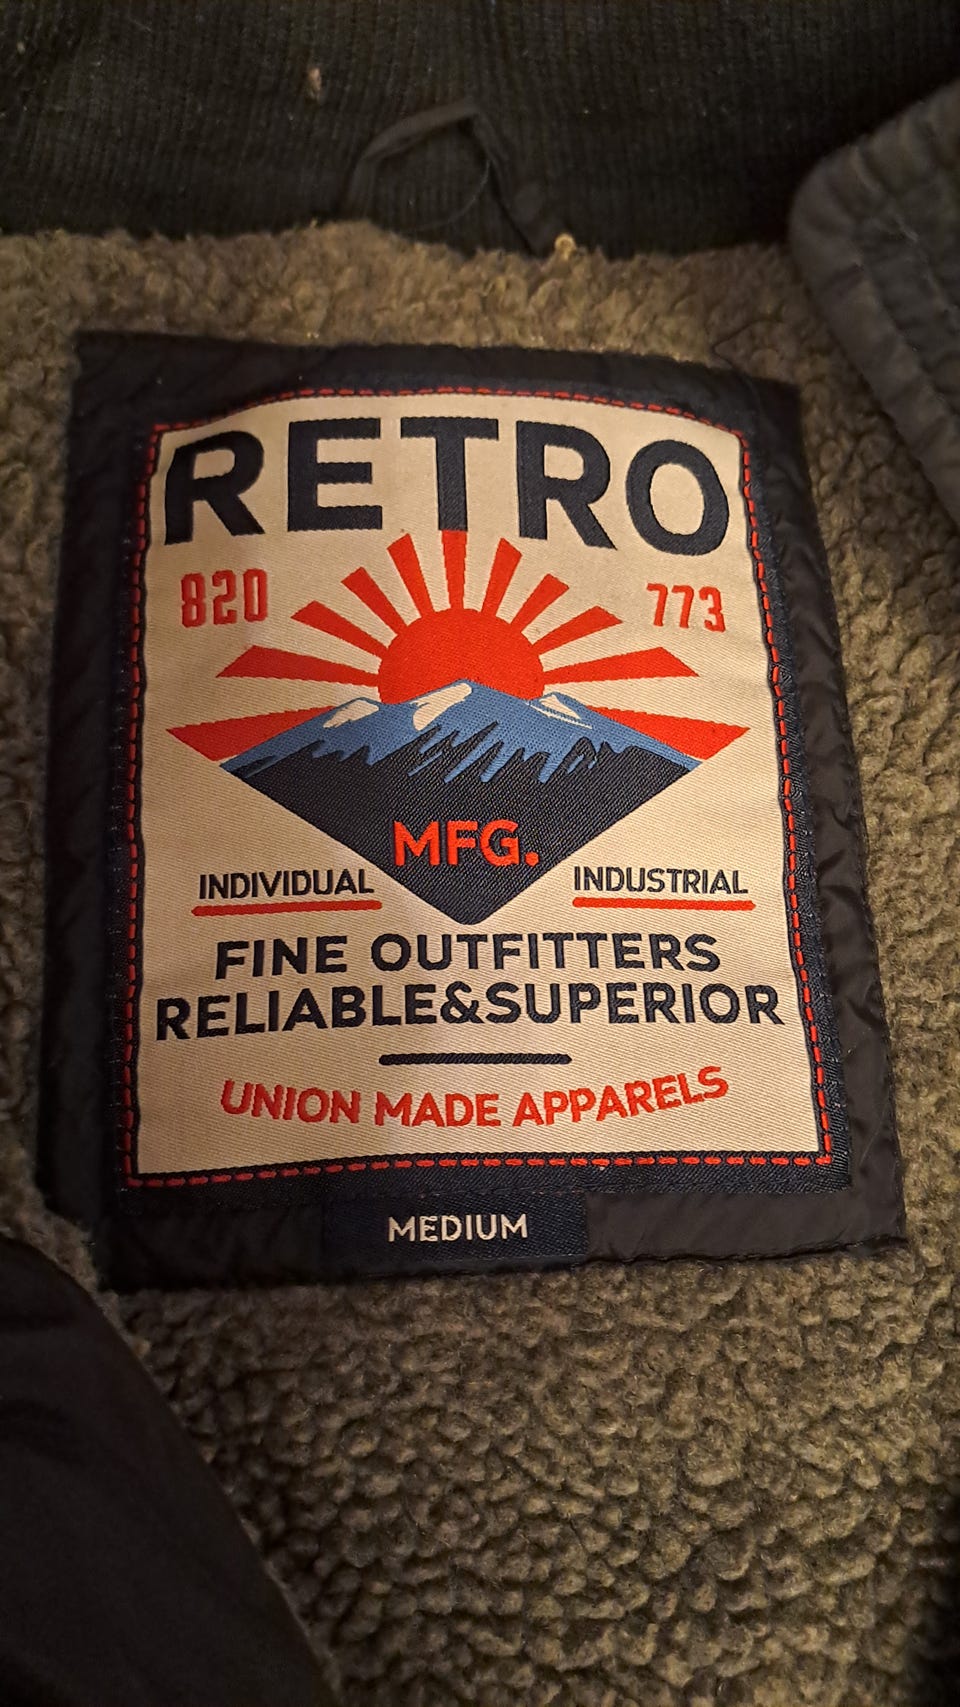 RETRO
820 773
MFG.
INDIVIDUAL INDUSTRIAL
FINE OUTFITTERS
RELIABLE&SUPERIOR
UNION MADE APPARELS
MEDIUM